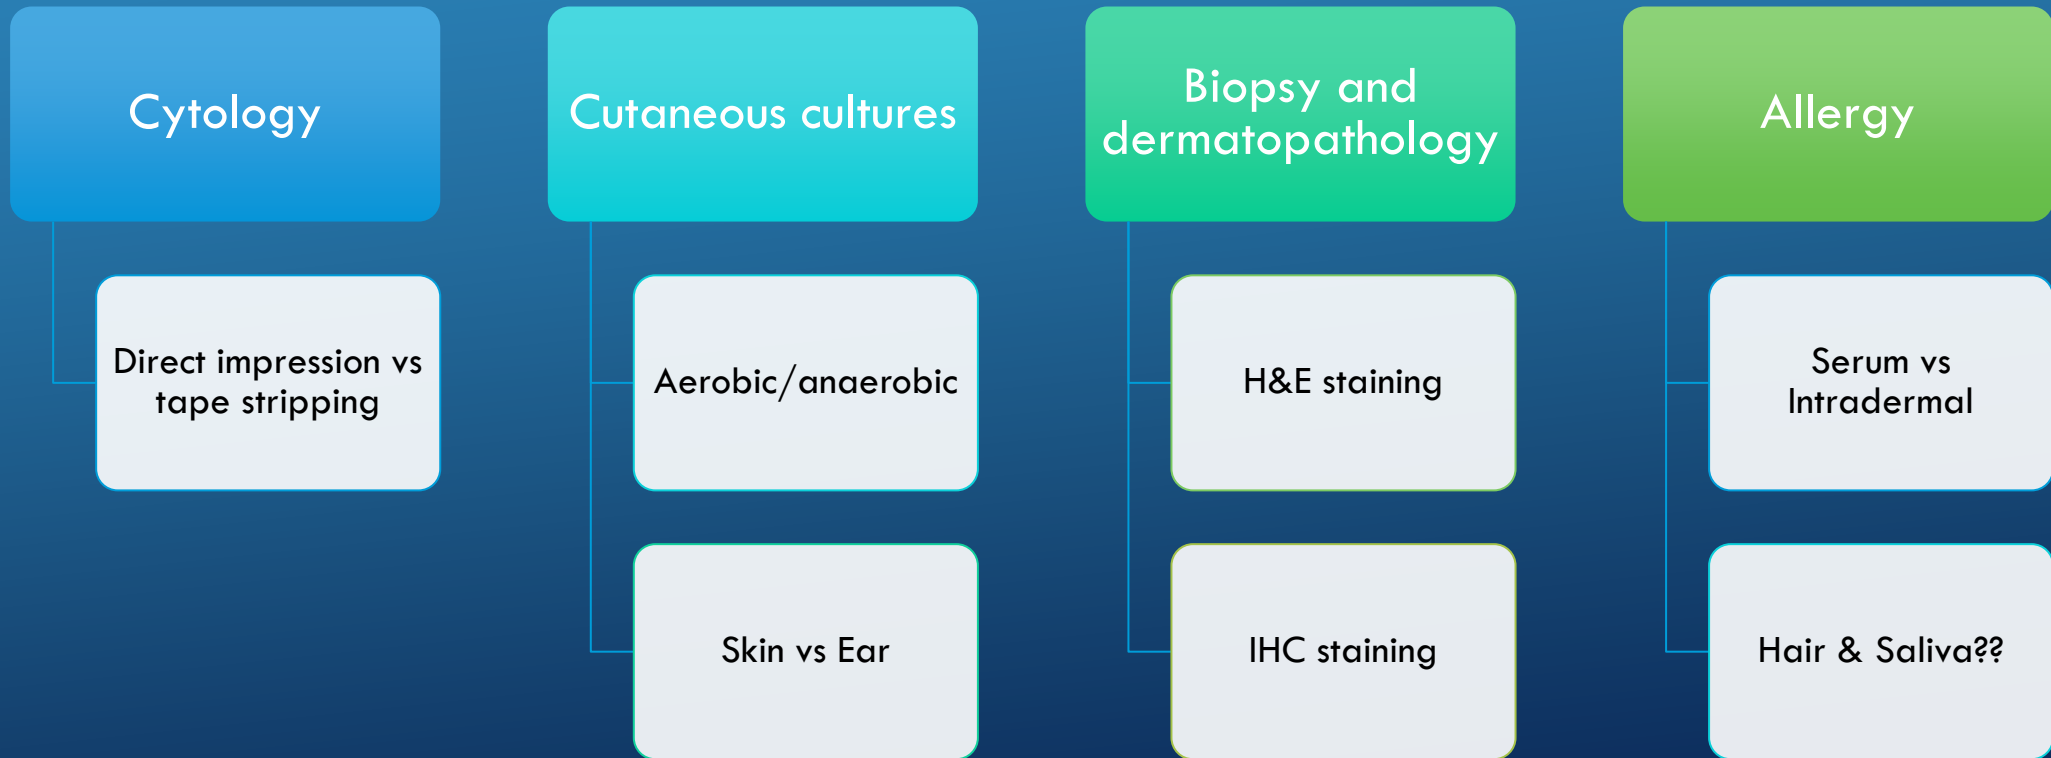 Cytology
Direct impression vs
tape stripping
Cutaneous cultures
Aerobic/anaerobic
Skin vs Ear
Biopsy and
dermatopathology
H&E staining
IHC staining
Allergy
Serum vs
Intradermal
Hair & Saliva??